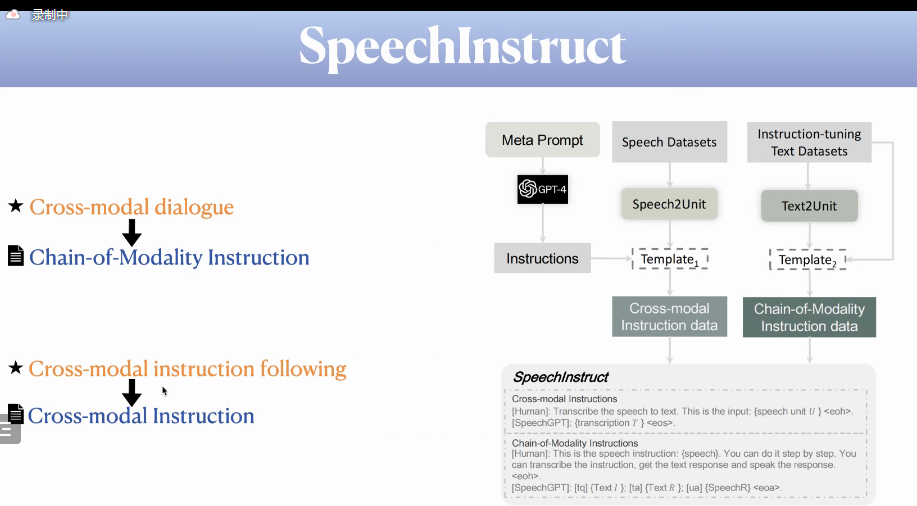 录制中
SpeechInstruct
★ Cross-modal dialogue
Chain-of-Modality Instruction
★ Cross-modal instruction following
Cross-modal Instruction
Meta Prompt
GPT-4
Instructions
Speech Datasets
Speech2Unit
Template1
Cross-modal
Instruction data
Instruction-tuning
Text Datasets
Text2Unit
Template2
Chain-of-Modality
Instruction data
SpeechInstruct
Cross-modal Instructions
[Human]: Transcribe the speech to text. This is the input: {speech unit U } <eoh>.
[SpeechGPT]: {transcription T } <eos>.
Chain-of-Modality Instructions
[Human]: This is the speech instruction: {speech}. You can do it step by step. You
can transcribe the instruction, get the text response and speak the response.
<eoh>.
[SpeechGPT]: [tq] {Text I }; [ta] {Text R }; [ua] {SpeechR} <eoa>.